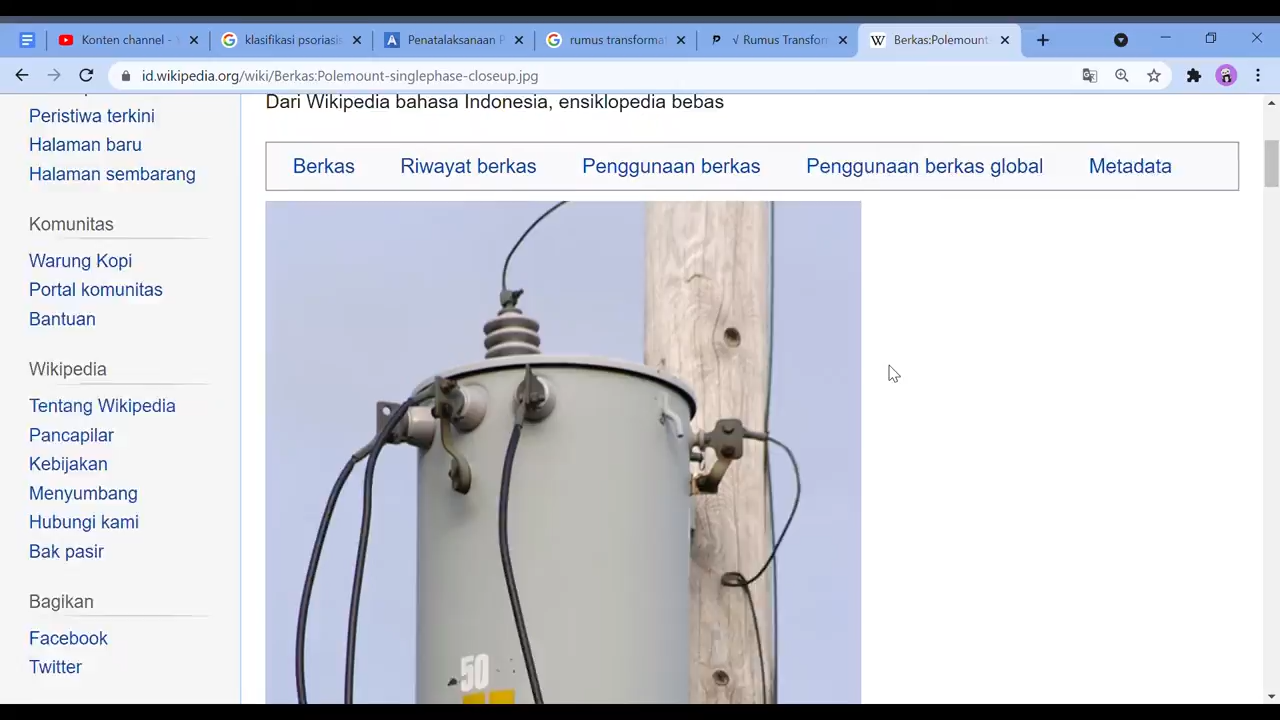 Konten channel -
klasifikasi psoriasis
Penatalaksanaan P
rumus transformat
√ Rumus Transfor
Berkas:Polemount-
id.wikipedia.org/wiki/Berkas:Polemount-singlephase-closeup.jpg
Dari Wikipedia bahasa Indonesia, ensiklopedia bebas
Peristiwa terkini
Halaman baru
Halaman sembarang
Komunitas
Warung Kopi
Portal komunitas
Bantuan
Wikipedia
Tentang Wikipedia
Pancapilar
Kebijakan
Menyumbang
Hubungi kami
Bak pasir
Bagikan
Facebook
Twitter
Berkas Riwayat berkas Penggunaan berkas Penggunaan berkas global Metadata
50